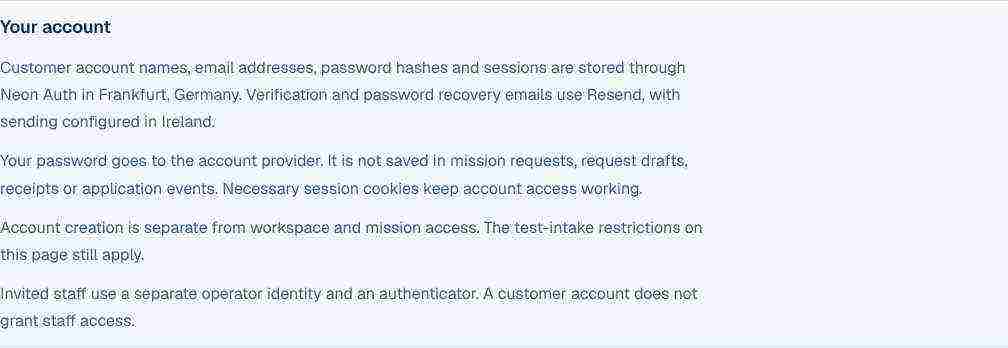 Your account
Customer account names, email addresses, password hashes and sessions are stored through
Neon Auth in Frankfurt, Germany. Verification and password recovery emails use Resend, with
sending configured in Ireland.
Your password goes to the account provider. It is not saved in mission requests, request drafts,
receipts or application events. Necessary session cookies keep account access working.
Account creation is separate from workspace and mission access. The test-intake restrictions on
this page still apply.
Invited staff use a separate operator identity and an authenticator. A customer account does not
grant staff access.